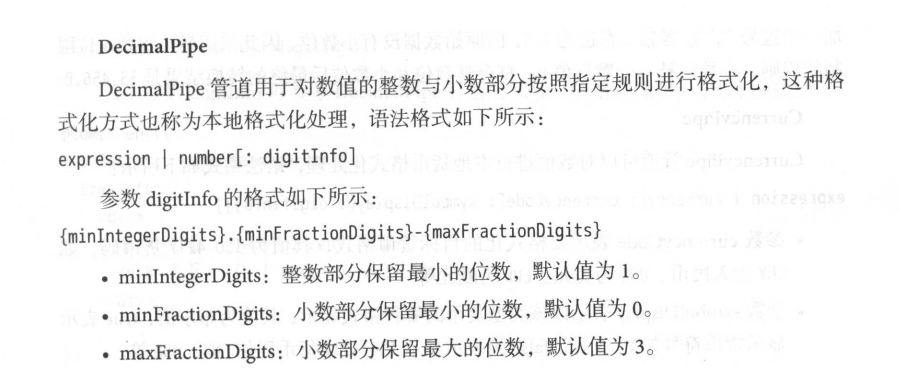 DecimalPipe
DecimalPipe 管道用于对数值的整数与小数部分按照指定规则进行格式化，这种格
式化方式也称为本地格式化处理，语法格式如下所示：
expression | number[: digitInfo]
参数 digitInfo 的格式如下所示：
{minIntegerDigits}.{minFractionDigits}-{maxFractionDigits}
• minIntegerDigits：整数部分保留最小的位数，默认值为 1。
• minFractionDigits：小数部分保留最小的位数，默认值为 0。
• maxFractionDigits：小数部分保留最大的位数，默认值为 3。